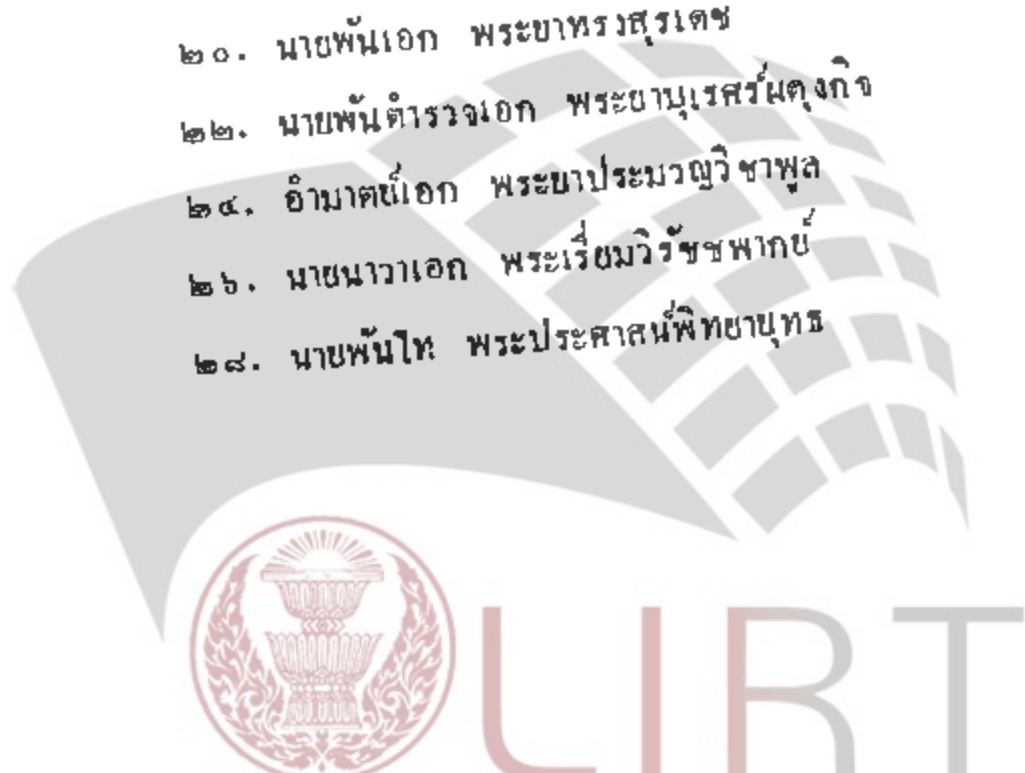 ๒๐. นายพันเอก พระยาทรงสุรเดช
๒๒. นายพันตำรวจเอก พระยาบุเรศร์ผดุงกิจ
๒๔. อำมาตย์เอก พระยาประมวญวิชาพูล
๒๖. นายนาวาเอก พระเรี่ยมวิรัชชพากย์
๒๘. นายพันโท พระประศาสน์พิทยายุทธ
LIRT